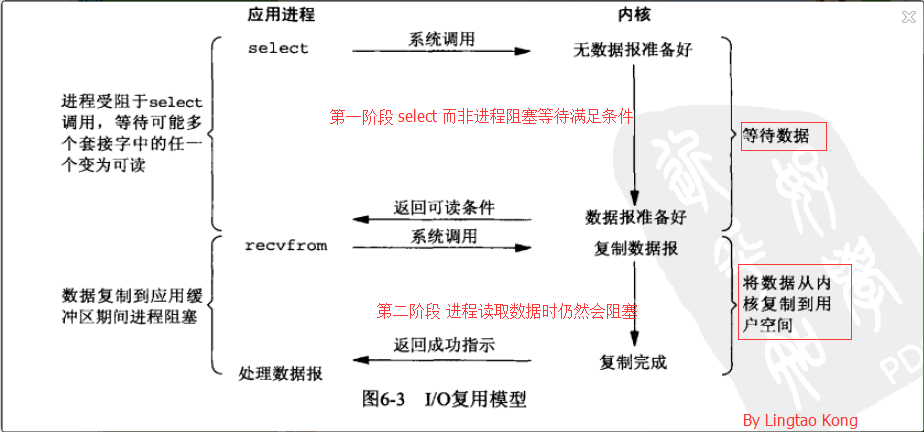 应用进程
内核
select
系统调用
无数据报准备好
进程受阻于select
调用，等待可能多
个套接字中的任一
个变为可读
第一阶段 select 而非进程阻塞等待满足条件
等待数据
返回可读条件
数据报准备好
recvfrom
系统调用
复制数据报
数据复制到应用缓
冲区期间进程阻塞
第二阶段 进程读取数据时仍然会阻塞
将数据从内
核复制到用
户空间
返回成功指示
复制完成
处理数据报
图6-3 I/O复用模型
PD
By Lingtao Kong